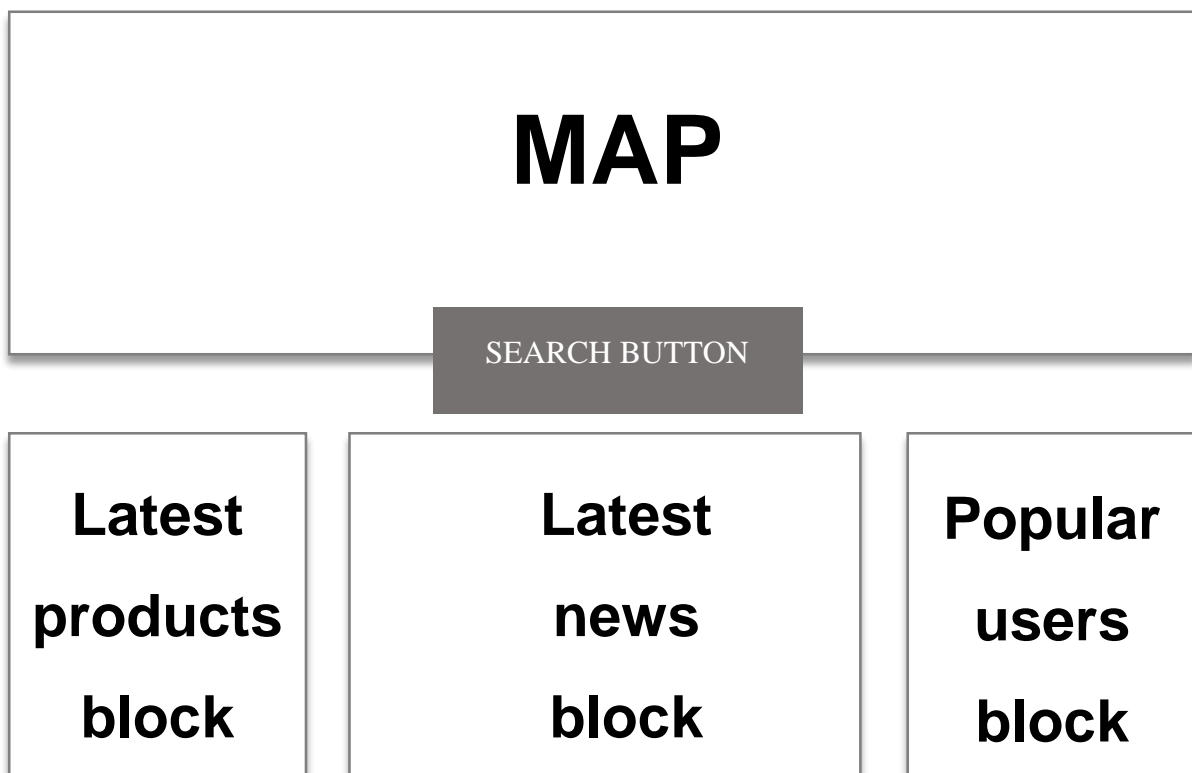 MAP
SEARCH BUTTON
Latest
products
block
Latest
news
block
Popular
users
block